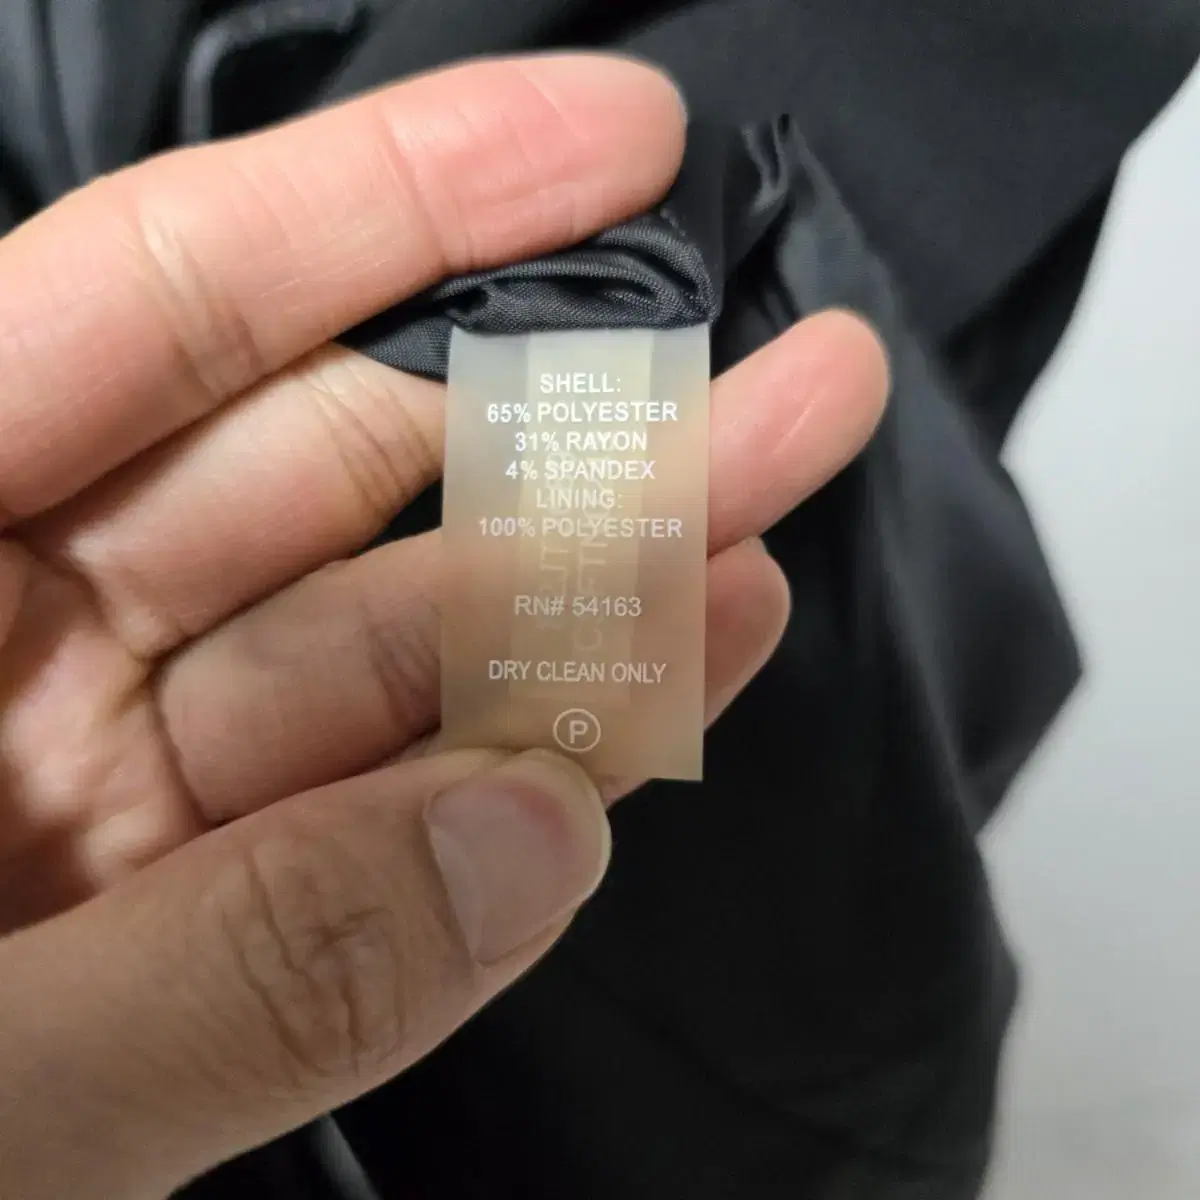 SHELL:
65% POLYESTER
31% RAYON
4% SPANDEX
LINING:
100% POLYESTER
RN# 54163
DRY CLEAN ONLY
P